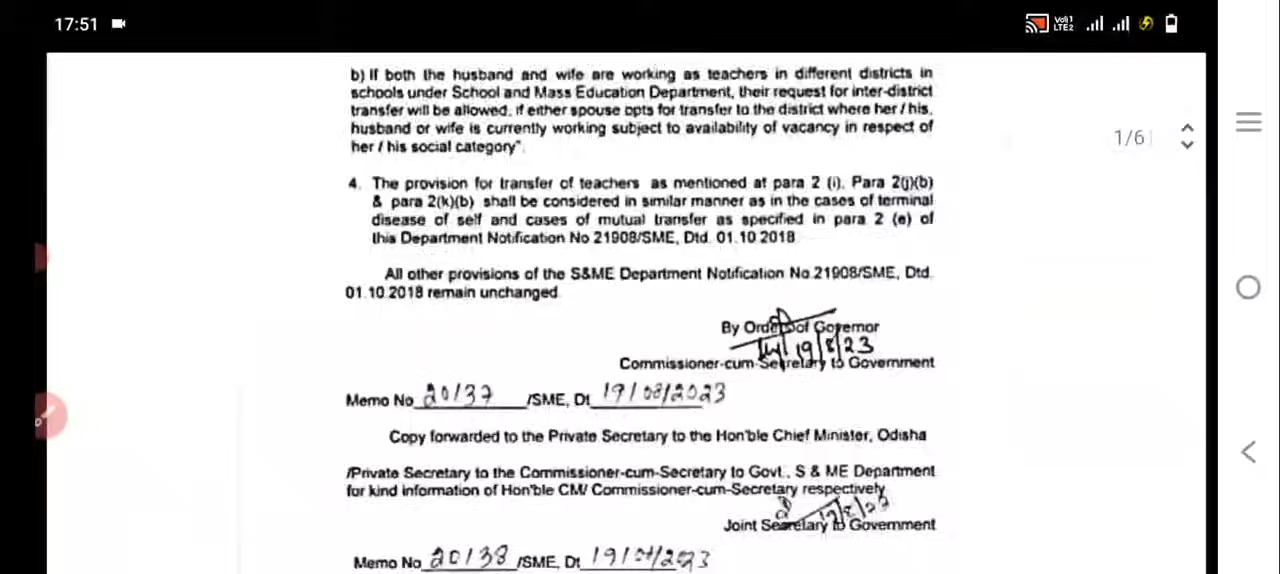 17:51
Vo))1
LTE2
b) If both the husband and wife are working as teachers in different districts in
schools under School and Mass Education Department, their request for inter-district
transfer will be allowed, if either spouse opts for transfer to the district where her / his,
husband or wife is currently working subject to availability of vacancy in respect of
her / his social category".
1/6
4. The provision for transfer of teachers as mentioned at para 2 (i), Para 2(j)(b)
& para 2(k)(b) shall be considered in similar manner as in the cases of terminal
disease of self and cases of mutual transfer as specified in para 2 (e) of
this Department Notification No 21908/SME, Dtd. 01.10.2018
All other provisions of the S&ME Department Notification No.21908/SME, Dtd.
01.10.2018 remain unchanged.
By Order of Governor
19/8/23
Commissioner-cum-Secretary to Government
Memo No 20137 /SME, Dt 19/08/2023
Copy forwarded to the Private Secretary to the Hon'ble Chief Minister, Odisha
/Private Secretary to the Commissioner-cum-Secretary to Govt., S & ME Department
for kind information of Hon'ble CM/ Commissioner-cum-Secretary respectively
19/8/23
Joint Secretary to Government
Memo No 20138 /SME, Dt 19/08/2023